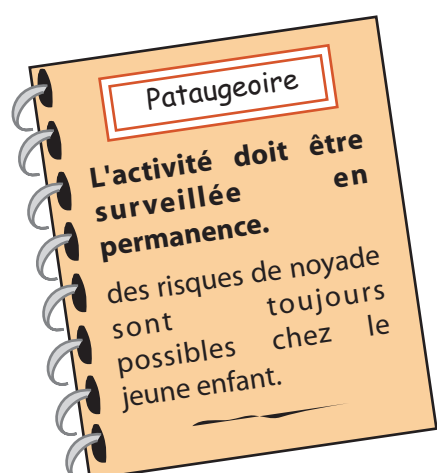 Pataugeoire
L'activité doit être
surveillée en
permanence.
des risques de noyade
sont toujours
possibles chez le
jeune enfant.